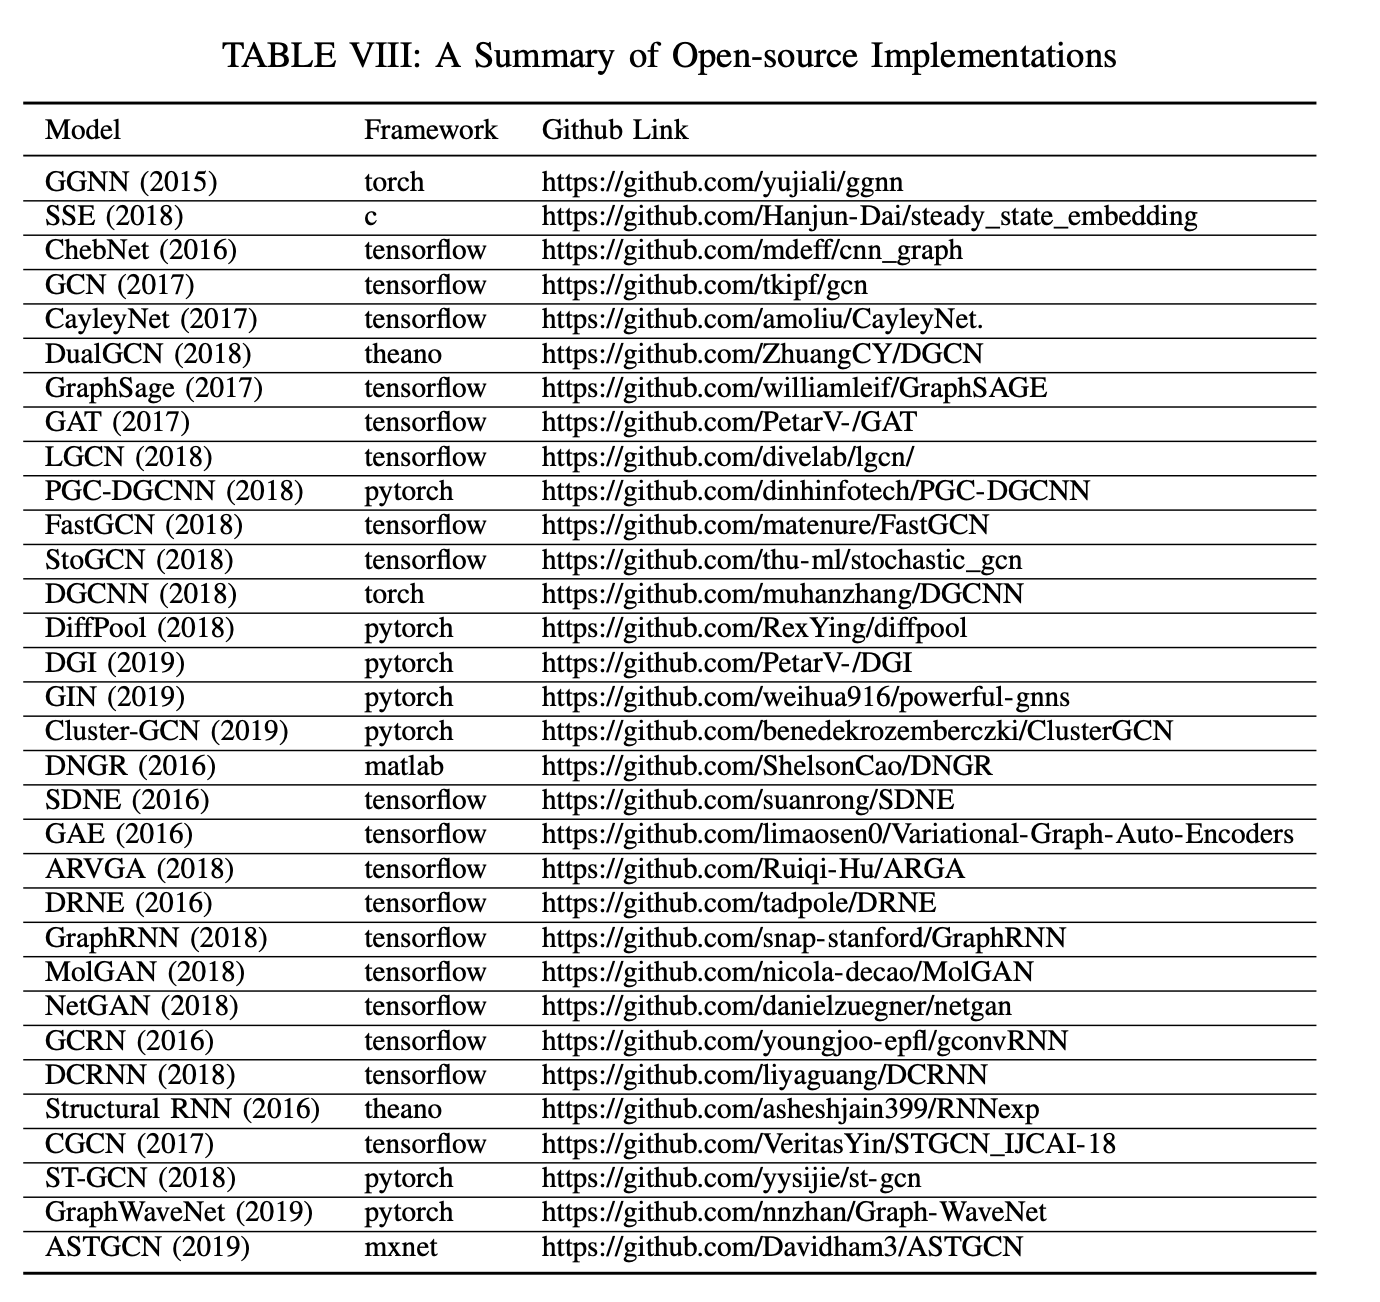 TABLE VIII: A Summary of Open-source Implementations
Model Framework Github Link
GGNN (2015) torch https://github.com/yujiali/ggnn
SSE (2018) c https://github.com/Hanjun-Dai/steady_state_embedding
ChebNet (2016) tensorflow https://github.com/mdeff/cnn_graph
GCN (2017) tensorflow https://github.com/tkipf/gcn
CayleyNet (2017) tensorflow https://github.com/amoliu/CayleyNet.
DualGCN (2018) theano https://github.com/ZhuangCY/DGCN
GraphSage (2017) tensorflow https://github.com/williamleif/GraphSAGE
GAT (2017) tensorflow https://github.com/PetarV-/GAT
LGCN (2018) tensorflow https://github.com/divelab/lgcn/
PGC-DGCNN (2018) pytorch https://github.com/dinhinfotech/PGC-DGCNN
FastGCN (2018) tensorflow https://github.com/matenure/FastGCN
StoGCN (2018) tensorflow https://github.com/thu-ml/stochastic_gcn
DGCNN (2018) torch https://github.com/muhanzhang/DGCNN
DiffPool (2018) pytorch https://github.com/RexYing/diffpool
DGI (2019) pytorch https://github.com/PetarV-/DGI
GIN (2019) pytorch https://github.com/weihua916/powerful-gnns
Cluster-GCN (2019) pytorch https://github.com/benedekrozemberczki/ClusterGCN
DNGR (2016) matlab https://github.com/ShelsonCao/DNGR
SDNE (2016) tensorflow https://github.com/suanrong/SDNE
GAE (2016) tensorflow https://github.com/limaosen0/Variational-Graph-Auto-Encoders
ARVGA (2018) tensorflow https://github.com/Ruiqi-Hu/ARGA
DRNE (2016) tensorflow https://github.com/tadpole/DRNE
GraphRNN (2018) tensorflow https://github.com/snap-stanford/GraphRNN
MolGAN (2018) tensorflow https://github.com/nicola-decao/MolGAN
NetGAN (2018) tensorflow https://github.com/danielzuegner/netgan
GCRN (2016) tensorflow https://github.com/youngjoo-epfl/gconvRNN
DCRNN (2018) tensorflow https://github.com/liyaguang/DCRNN
Structural RNN (2016) theano https://github.com/asheshjain399/RNNexp
CGCN (2017) tensorflow https://github.com/VeritasYin/STGCN_IJCAI-18
ST-GCN (2018) pytorch https://github.com/yysijie/st-gcn
GraphWaveNet (2019) pytorch https://github.com/nnzhan/Graph-WaveNet
ASTGCN (2019) mxnet https://github.com/Davidham3/ASTGCN